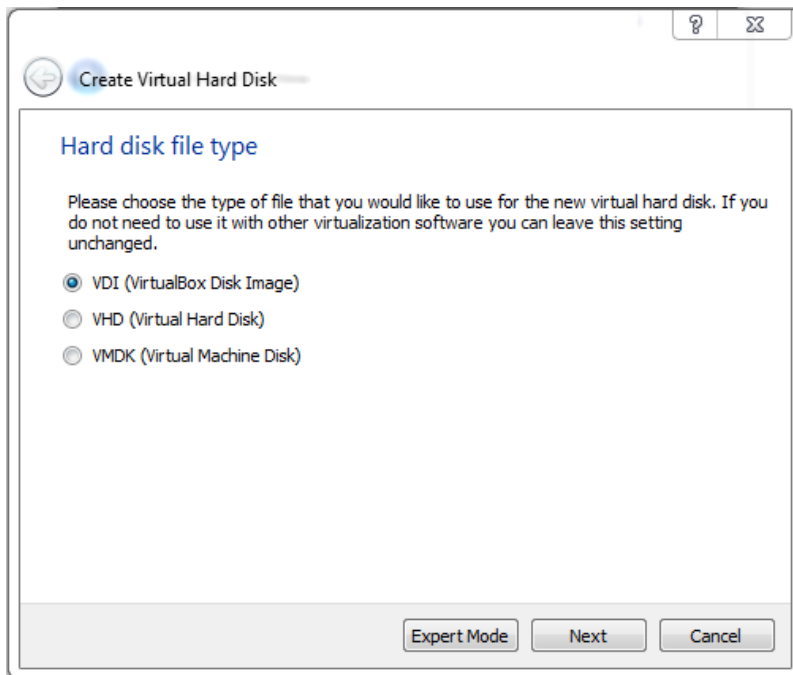 Create Virtual Hard Disk
Hard disk file type
Please choose the type of file that you would like to use for the new virtual hard disk. If you
do not need to use it with other virtualization software you can leave this setting
unchanged.
VDI (VirtualBox Disk Image)
VHD (Virtual Hard Disk)
VMDK (Virtual Machine Disk)
Expert Mode Next Cancel